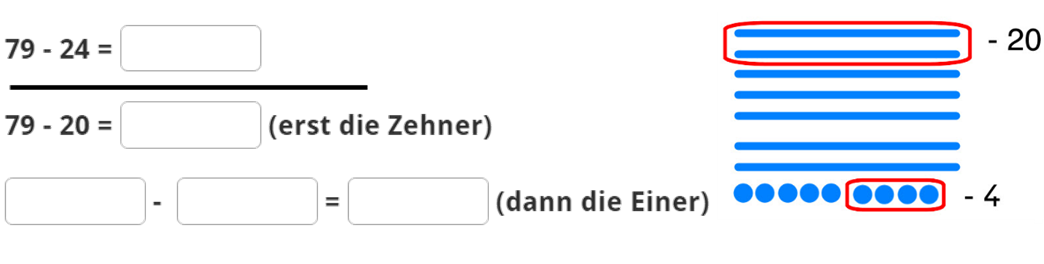 79 - 24 =
- 20
79 - 20 = (erst die Zehner)
- = (dann die Einer)
- 4